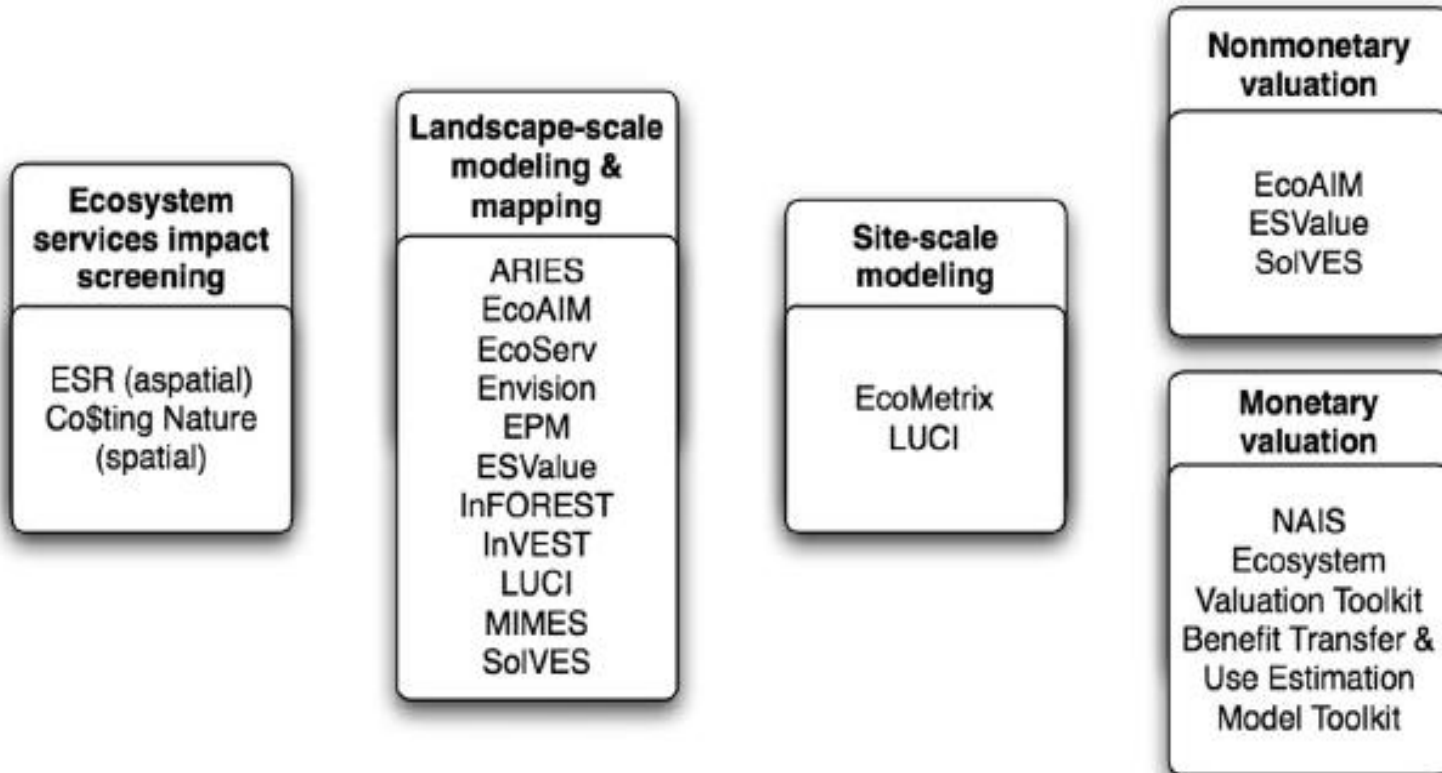 Ecosystem
services impact
screening
ESR (aspatial)
Co$ting Nature
(spatial)
Landscape-scale
modeling &
mapping
ARIES
EcoAIM
EcoServ
Envision
EPM
ESValue
InFOREST
InVEST
LUCI
MIMES
SolVES
Site-scale
modeling
EcoMetrix
LUCI
Nonmonetary
valuation
EcoAIM
ESValue
SolVES
Monetary
valuation
NAIS
Ecosystem
Valuation Toolkit
Benefit Transfer &
Use Estimation
Model Toolkit